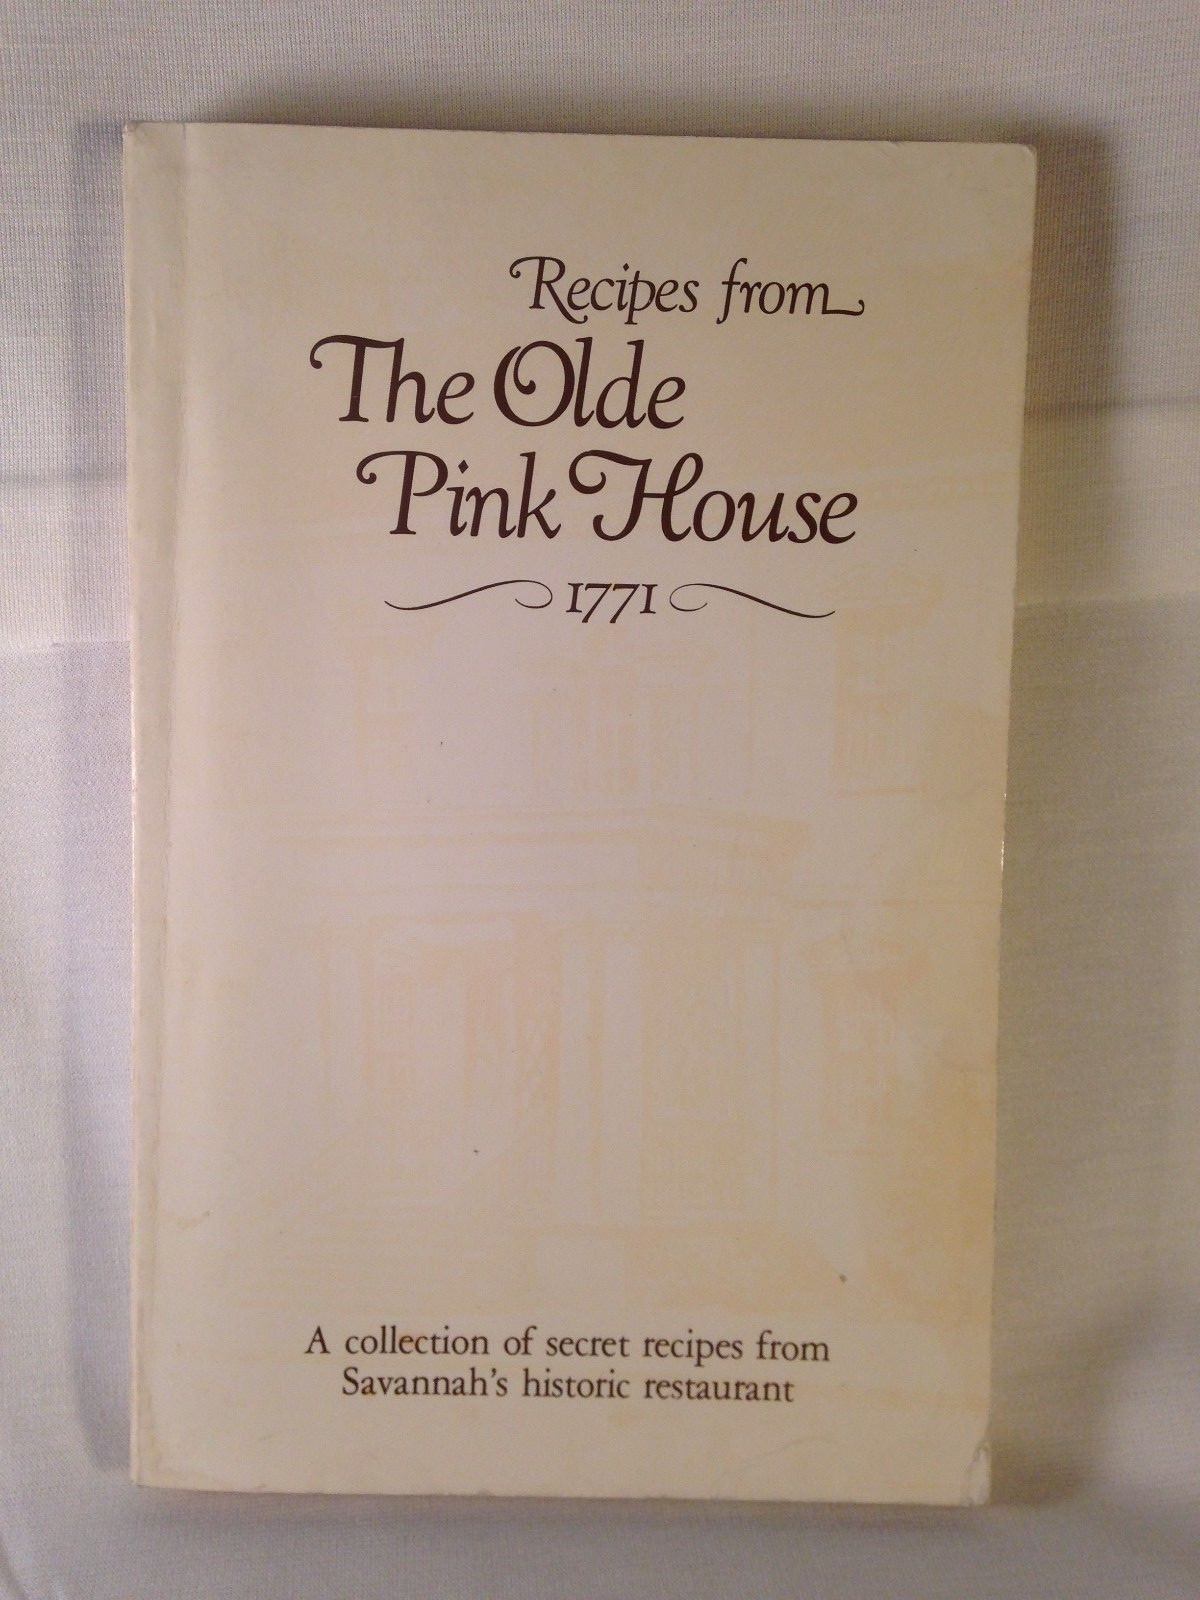 Recipes from
The Olde
Pink House
1771
A collection of secret recipes from
Savannah's historic restaurant